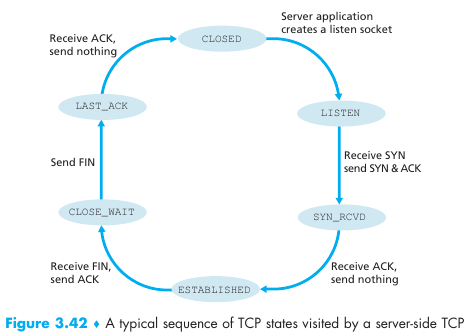 Server application
creates a listen socket
Receive ACK,
send nothing
CLOSED
LAST_ACK
LISTEN
Send FIN
Receive SYN
send SYN & ACK
CLOSE_WAIT
SYN_RCVD
Receive FIN,
send ACK
Receive ACK,
send nothing
ESTABLISHED
Figure 3.42 ♦ A typical sequence of TCP states visited by a server-side TCP